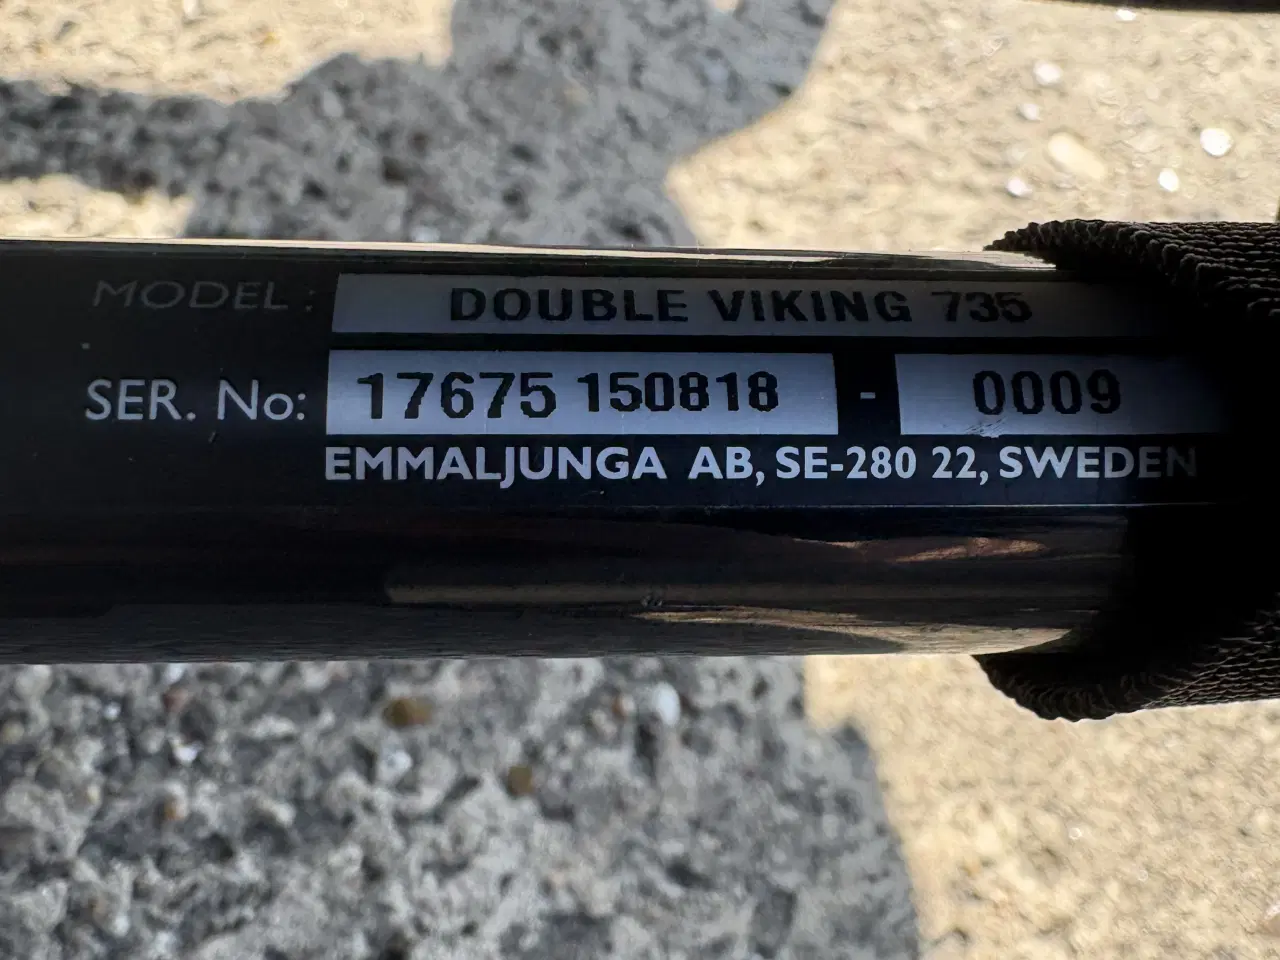 MODEL : DOUBLE VIKING 735
SER. No: 17675 150818 - 0009
EMMALJUNGA AB, SE-280 22, SWEDEN